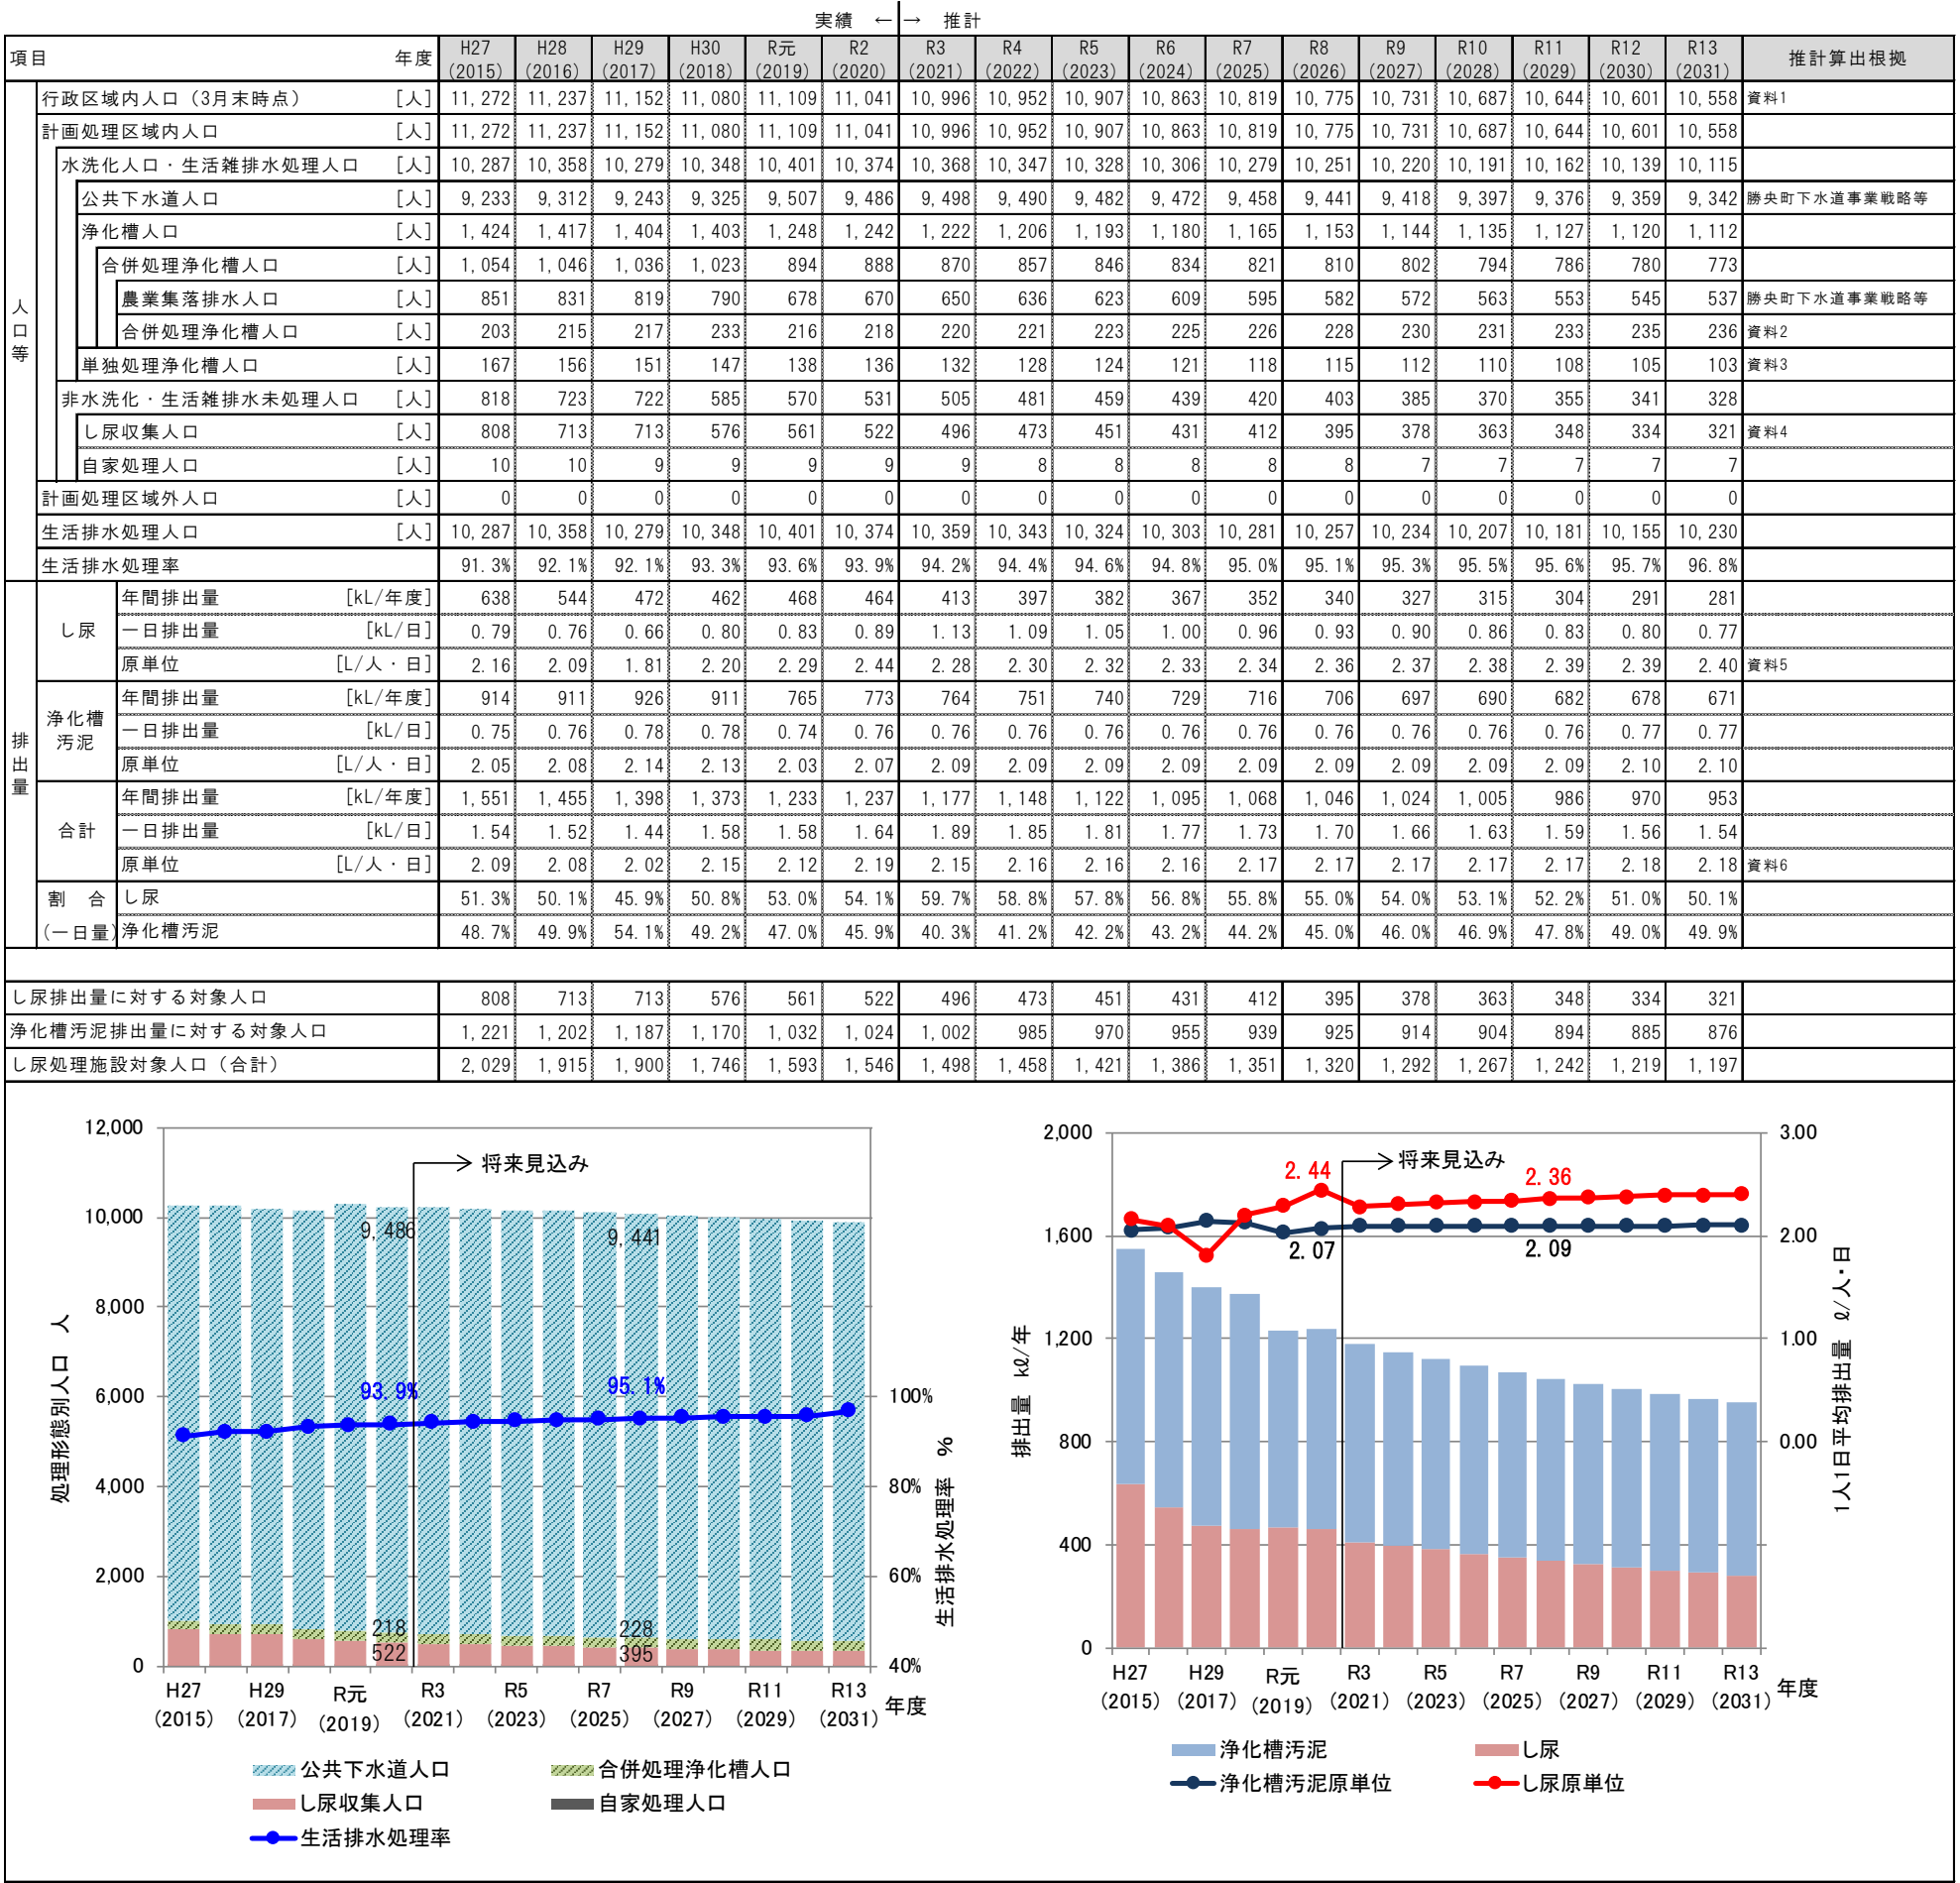 実績 ← → 推計
項目 年度 H27 H28 H29 H30 R元 R2 R3 R4 R5 R6 R7 R8 R9 R10 R11 R12 R13 推計算出根拠
(2015) (2016) (2017) (2018) (2019) (2020) (2021) (2022) (2023) (2024) (2025) (2026) (2027) (2028) (2029) (2030) (2031)
人口等
行政区域内人口（3月末時点） [人] 11,272 11,237 11,152 11,080 11,109 11,041 10,996 10,952 10,907 10,863 10,819 10,775 10,731 10,687 10,644 10,601 10,558 資料1
計画処理区域内人口 [人] 11,272 11,237 11,152 11,080 11,109 11,041 10,996 10,952 10,907 10,863 10,819 10,775 10,731 10,687 10,644 10,601 10,558
水洗化人口・生活雑排水処理人口 [人] 10,287 10,358 10,279 10,348 10,401 10,374 10,368 10,347 10,328 10,306 10,279 10,251 10,220 10,191 10,162 10,139 10,115
公共下水道人口 [人] 9,233 9,312 9,243 9,325 9,507 9,486 9,498 9,490 9,482 9,472 9,458 9,441 9,418 9,397 9,376 9,359 9,342 勝央町下水道事業戦略等
浄化槽人口 [人] 1,424 1,417 1,404 1,403 1,248 1,242 1,222 1,206 1,193 1,180 1,165 1,153 1,144 1,135 1,127 1,120 1,112
合併処理浄化槽人口 [人] 1,054 1,046 1,036 1,023 894 888 870 857 846 834 821 810 802 794 786 780 773
農業集落排水人口 [人] 851 831 819 790 678 670 650 636 623 609 595 582 572 563 553 545 537 勝央町下水道事業戦略等
合併処理浄化槽人口 [人] 203 215 217 233 216 218 220 221 223 225 226 228 230 231 233 235 236 資料2
単独処理浄化槽人口 [人] 167 156 151 147 138 136 132 128 124 121 118 115 112 110 108 105 103 資料3
非水洗化・生活雑排水未処理人口 [人] 818 723 722 585 570 531 505 481 459 439 420 403 385 370 355 341 328
し尿収集人口 [人] 808 713 713 576 561 522 496 473 451 431 412 395 378 363 348 334 321 資料4
自家処理人口 [人] 10 10 9 9 9 9 9 8 8 8 8 8 7 7 7 7 7
計画処理区域外人口 [人] 0 0 0 0 0 0 0 0 0 0 0 0 0 0 0 0 0
生活排水処理人口 [人] 10,287 10,358 10,279 10,348 10,401 10,374 10,359 10,343 10,324 10,303 10,281 10,257 10,234 10,207 10,181 10,155 10,230
生活排水処理率 91.3% 92.1% 92.1% 93.3% 93.6% 93.9% 94.2% 94.4% 94.6% 94.8% 95.0% 95.1% 95.3% 95.5% 95.6% 95.7% 96.8%
排出量
し尿
年間排出量 [kL/年度] 638 544 472 462 468 464 413 397 382 367 352 340 327 315 304 291 281
一日排出量 [kL/日] 0.79 0.76 0.66 0.80 0.83 0.89 1.13 1.09 1.05 1.00 0.96 0.93 0.90 0.86 0.83 0.80 0.77
原単位 [L/人・日] 2.16 2.09 1.81 2.20 2.29 2.44 2.28 2.30 2.32 2.33 2.34 2.36 2.37 2.38 2.39 2.39 2.40 資料5
浄化槽
汚泥
年間排出量 [kL/年度] 914 911 926 911 765 773 764 751 740 729 716 706 697 690 682 678 671
一日排出量 [kL/日] 0.75 0.76 0.78 0.78 0.74 0.76 0.76 0.76 0.76 0.76 0.76 0.76 0.76 0.76 0.76 0.77 0.77
原単位 [L/人・日] 2.05 2.08 2.14 2.13 2.03 2.07 2.09 2.09 2.09 2.09 2.09 2.09 2.09 2.09 2.09 2.10 2.10
合計
年間排出量 [kL/年度] 1,551 1,455 1,398 1,373 1,233 1,237 1,177 1,148 1,122 1,095 1,068 1,046 1,024 1,005 986 970 953
一日排出量 [kL/日] 1.54 1.52 1.44 1.58 1.58 1.64 1.89 1.85 1.81 1.77 1.73 1.70 1.66 1.63 1.59 1.56 1.54
原単位 [L/人・日] 2.09 2.08 2.02 2.15 2.12 2.19 2.15 2.16 2.16 2.16 2.17 2.17 2.17 2.17 2.17 2.18 2.18 資料6
割 合 し尿 51.3% 50.1% 45.9% 50.8% 53.0% 54.1% 59.7% 58.8% 57.8% 56.8% 55.8% 55.0% 54.0% 53.1% 52.2% 51.0% 50.1%
(一日量) 浄化槽汚泥 48.7% 49.9% 54.1% 49.2% 47.0% 45.9% 40.3% 41.2% 42.2% 43.2% 44.2% 45.0% 46.0% 46.9% 47.8% 49.0% 49.9%
し尿排出量に対する対象人口 808 713 713 576 561 522 496 473 451 431 412 395 378 363 348 334 321
浄化槽汚泥排出量に対する対象人口 1,221 1,202 1,187 1,170 1,032 1,024 1,002 985 970 955 939 925 914 904 894 885 876
し尿処理施設対象人口（合計） 2,029 1,915 1,900 1,746 1,593 1,546 1,498 1,458 1,421 1,386 1,351 1,320 1,292 1,267 1,242 1,219 1,197
処理形態別人口 人
12,000
10,000
8,000
6,000
4,000
2,000
0
将来見込み
9,486 9,441
93.9% 95.1%
218 228
522 395
100%
80%
60%
40%
生活排水処理率 %
H27 H29 R元 R3 R5 R7 R9 R11 R13
(2015) (2017) (2019) (2021) (2023) (2025) (2027) (2029) (2031) 年度
公共下水道人口 合併処理浄化槽人口
し尿収集人口 自家処理人口
生活排水処理率
排出量 kℓ/年
2,000
1,600
1,200
800
400
0
将来見込み
2.44 2.36
2.07 2.09
3.00
2.00
1.00
0.00
1人1日平均排出量 ℓ/人・日
H27 H29 R元 R3 R5 R7 R9 R11 R13
(2015) (2017) (2019) (2021) (2023) (2025) (2027) (2029) (2031) 年度
浄化槽汚泥 し尿
浄化槽汚泥原単位 し尿原単位